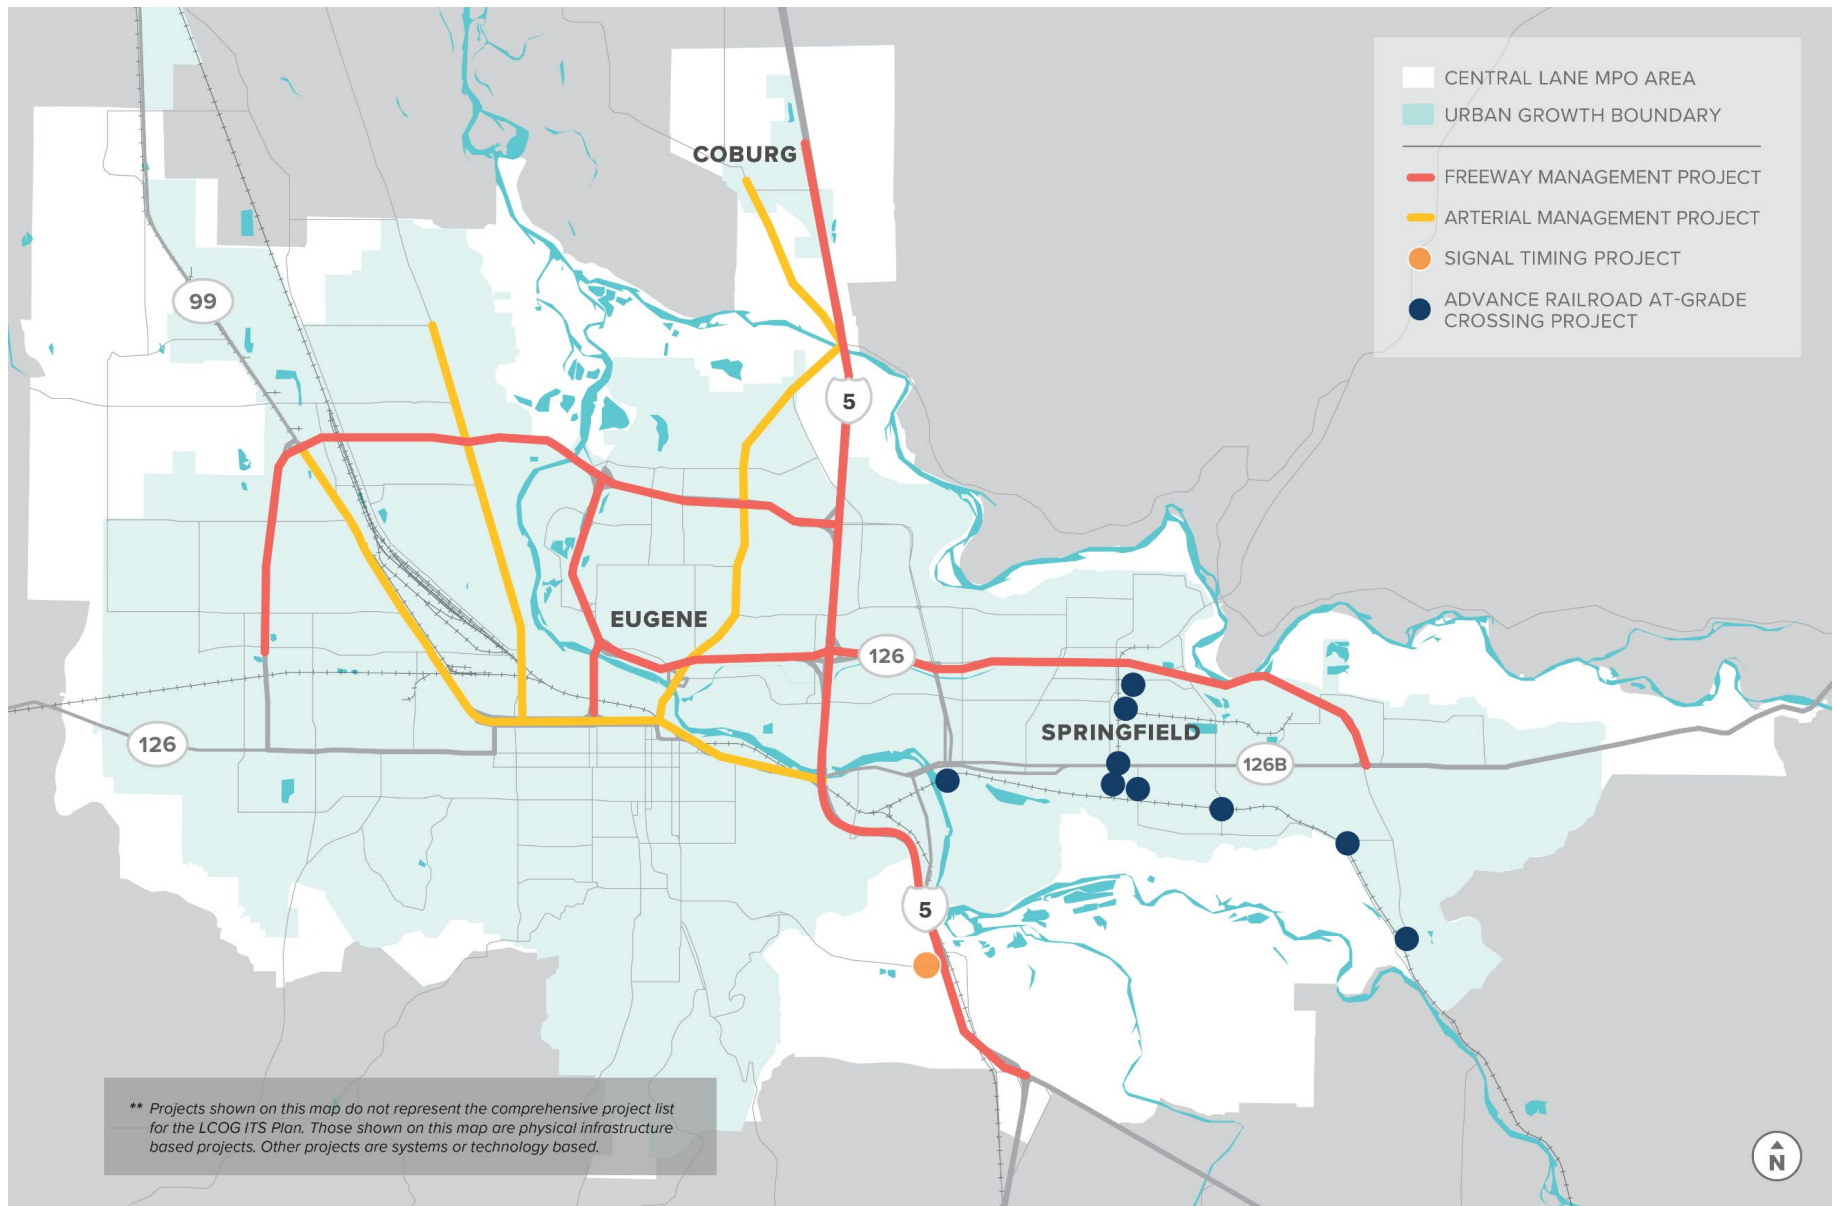 CENTRAL LANE MPO AREA
URBAN GROWTH BOUNDARY
FREEWAY MANAGEMENT PROJECT
ARTERIAL MANAGEMENT PROJECT
SIGNAL TIMING PROJECT
ADVANCE RAILROAD AT-GRADE
CROSSING PROJECT
COBURG
99
5
EUGENE
126
SPRINGFIELD
126
126B
5
** Projects shown on this map do not represent the comprehensive project list
for the LCOG ITS Plan. Those shown on this map are physical infrastructure
based projects. Other projects are systems or technology based.
N